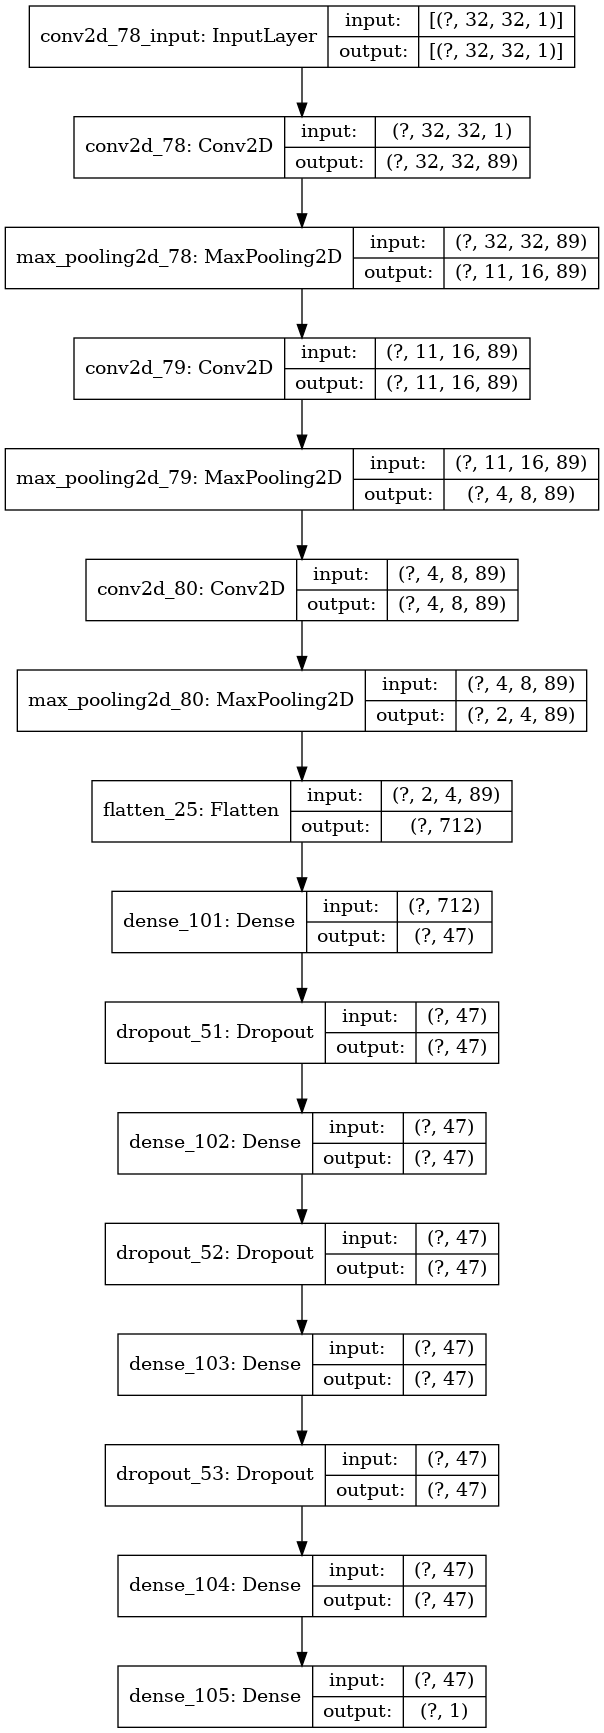 conv2d_78_input: InputLayer input: [(?, 32, 32, 1)]
output: [(?, 32, 32, 1)]
conv2d_78: Conv2D input: (?, 32, 32, 1)
output: (?, 32, 32, 89)
max_pooling2d_78: MaxPooling2D input: (?, 32, 32, 89)
output: (?, 11, 16, 89)
conv2d_79: Conv2D input: (?, 11, 16, 89)
output: (?, 11, 16, 89)
max_pooling2d_79: MaxPooling2D input: (?, 11, 16, 89)
output: (?, 4, 8, 89)
conv2d_80: Conv2D input: (?, 4, 8, 89)
output: (?, 4, 8, 89)
max_pooling2d_80: MaxPooling2D input: (?, 4, 8, 89)
output: (?, 2, 4, 89)
flatten_25: Flatten input: (?, 2, 4, 89)
output: (?, 712)
dense_101: Dense input: (?, 712)
output: (?, 47)
dropout_51: Dropout input: (?, 47)
output: (?, 47)
dense_102: Dense input: (?, 47)
output: (?, 47)
dropout_52: Dropout input: (?, 47)
output: (?, 47)
dense_103: Dense input: (?, 47)
output: (?, 47)
dropout_53: Dropout input: (?, 47)
output: (?, 47)
dense_104: Dense input: (?, 47)
output: (?, 47)
dense_105: Dense input: (?, 47)
output: (?, 1)